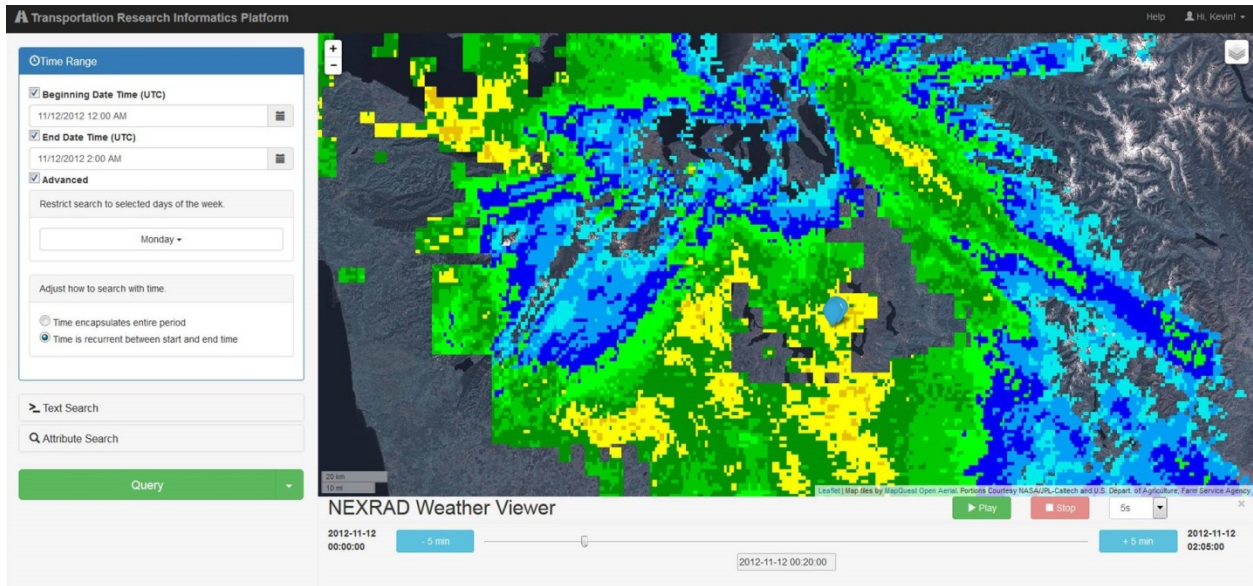 Transportation Research Informatics Platform
Help
Hi, Kevin!
Time Range
Beginning Date Time (UTC)
11/12/2012 12:00 AM
End Date Time (UTC)
11/12/2012 2:00 AM
Advanced
Restrict search to selected days of the week.
Monday
Adjust how to search with time.
Time encapsulates entire period
Time is recurrent between start and end time
Text Search
Attribute Search
Query
+
−
20 km
10 mi
Leaflet | Map tiles by MapQuest Open Aerial. Portions Courtesy NASA/JPL-Caltech and U.S. Depart. of Agriculture, Farm Service Agency
NEXRAD Weather Viewer
Play
Stop
5s
×
2012-11-12
00:00:00
- 5 min
2012-11-12 00:20:00
+ 5 min
2012-11-12
02:05:00